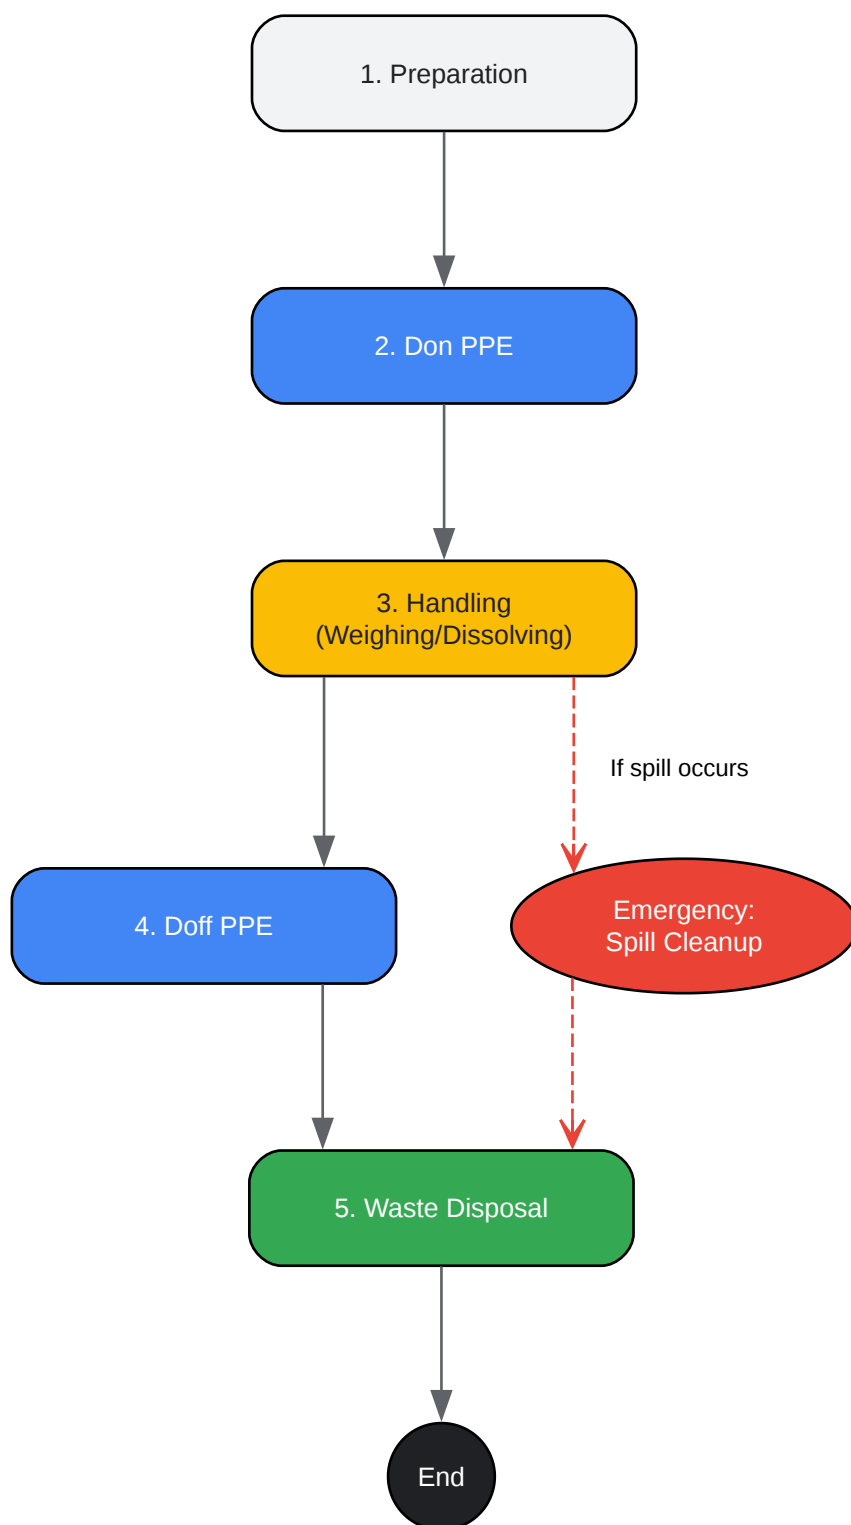 1. Preparation
2. Don PPE
3. Handling
(Weighing/Dissolving)
If spill occurs
4. Doff PPE
Emergency:
Spill Cleanup
5. Waste Disposal
End